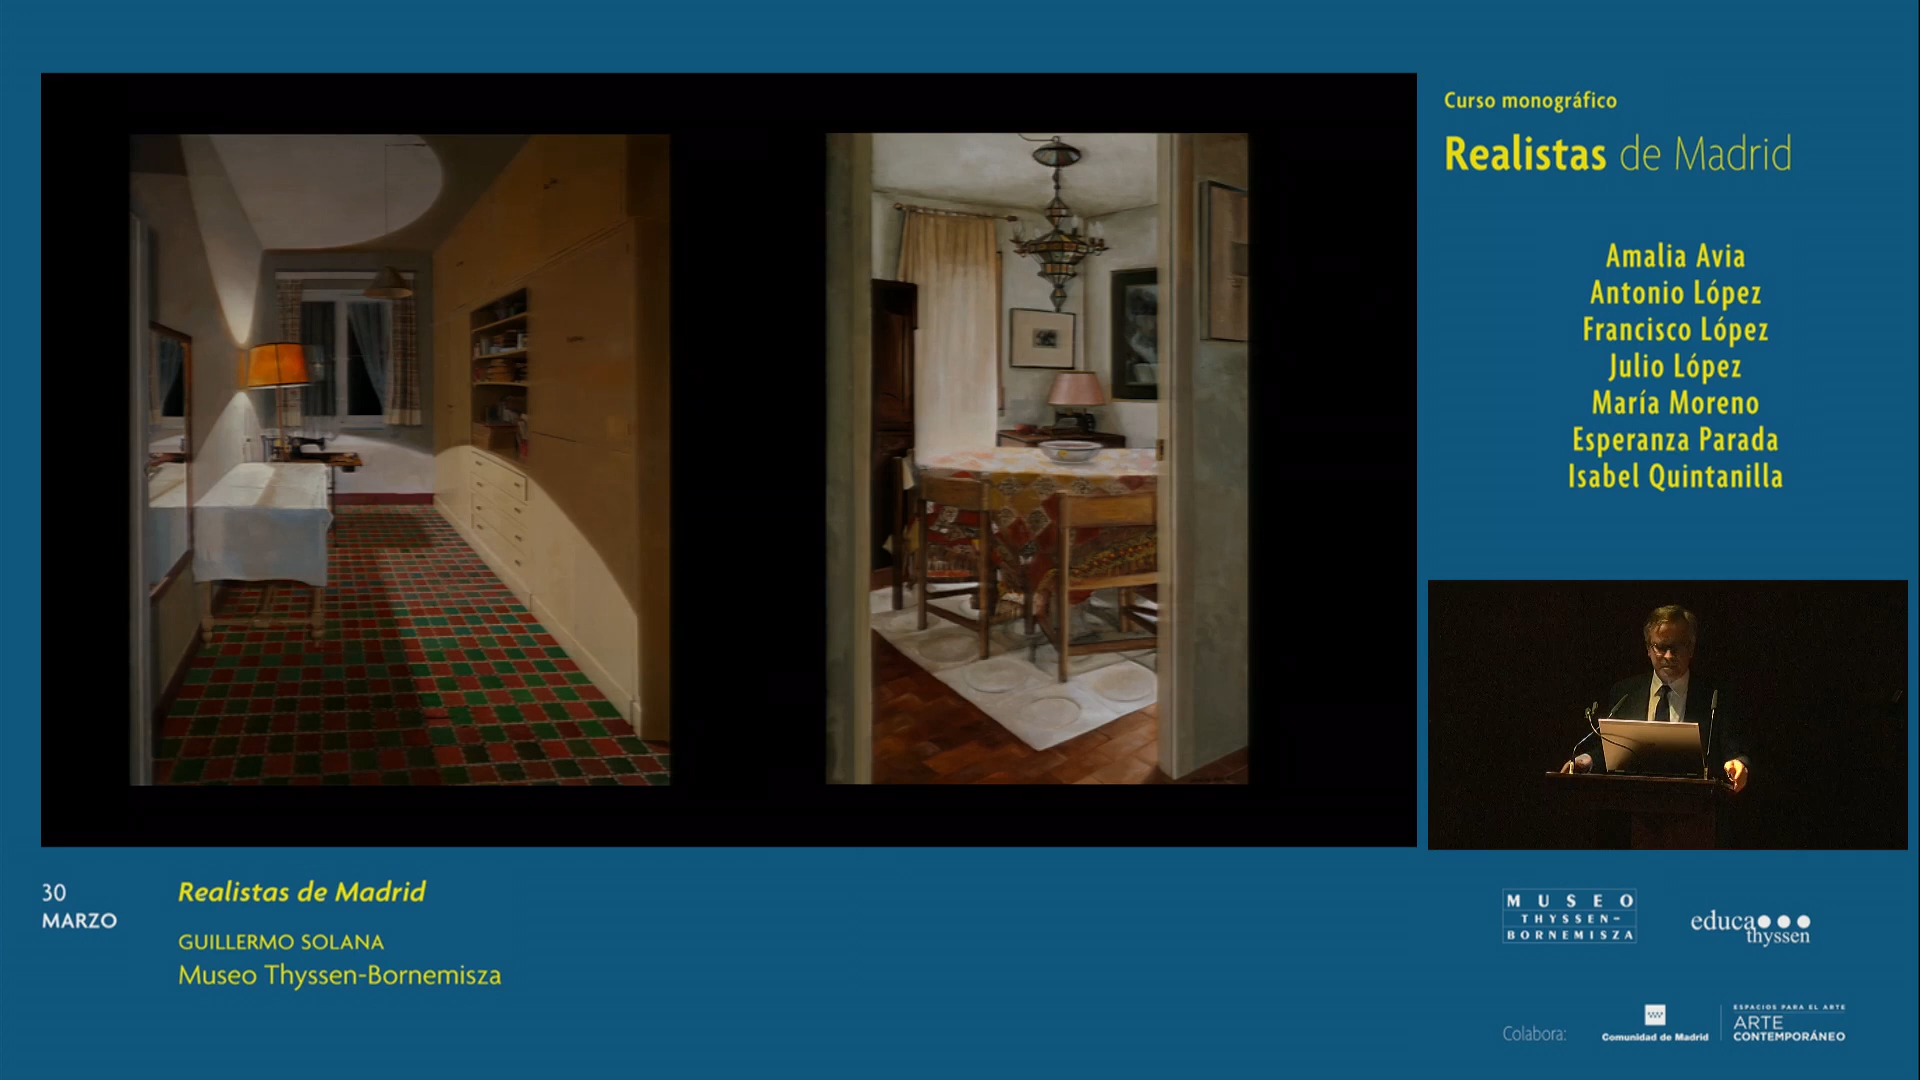 Curso monográfico
Realistas de Madrid
Amalia Avia
Antonio López
Francisco López
Julio López
María Moreno
Esperanza Parada
Isabel Quintanilla
30
MARZO
Realistas de Madrid
GUILLERMO SOLANA
Museo Thyssen-Bornemisza
MUSEO
THYSSEN-
BORNEMISZA
educa
thyssen
Colabora:
Comunidad de Madrid
ESPACIOS PARA EL ARTE
ARTE
CONTEMPORÁNEO